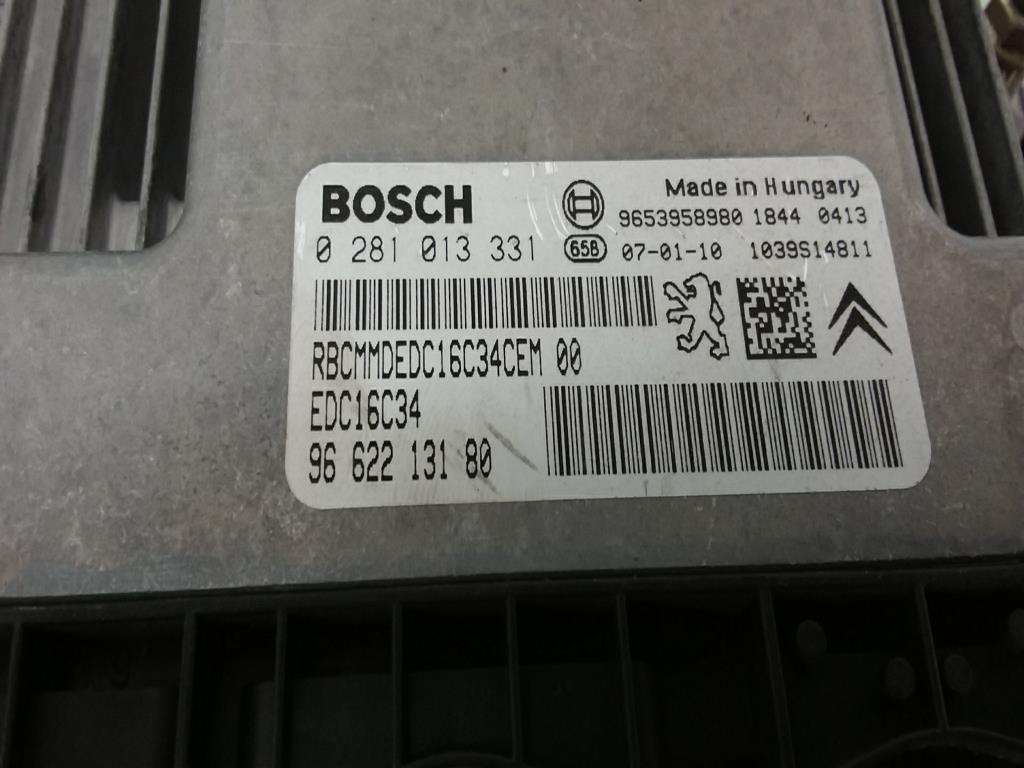 BOSCH
Made in Hungary
9653958980 1844 0413
0 281 013 331
658
07-01-10 1039S14811
RBCMMDEDC16C34CEM 00
EDC16C34
96 622 131 80